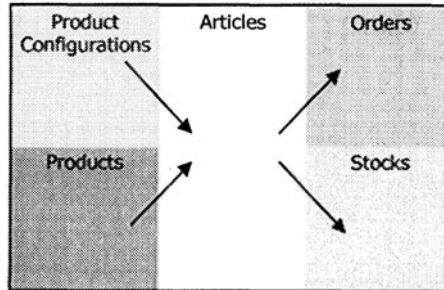 Product
Configurations
Articles
Orders
Products
Stocks